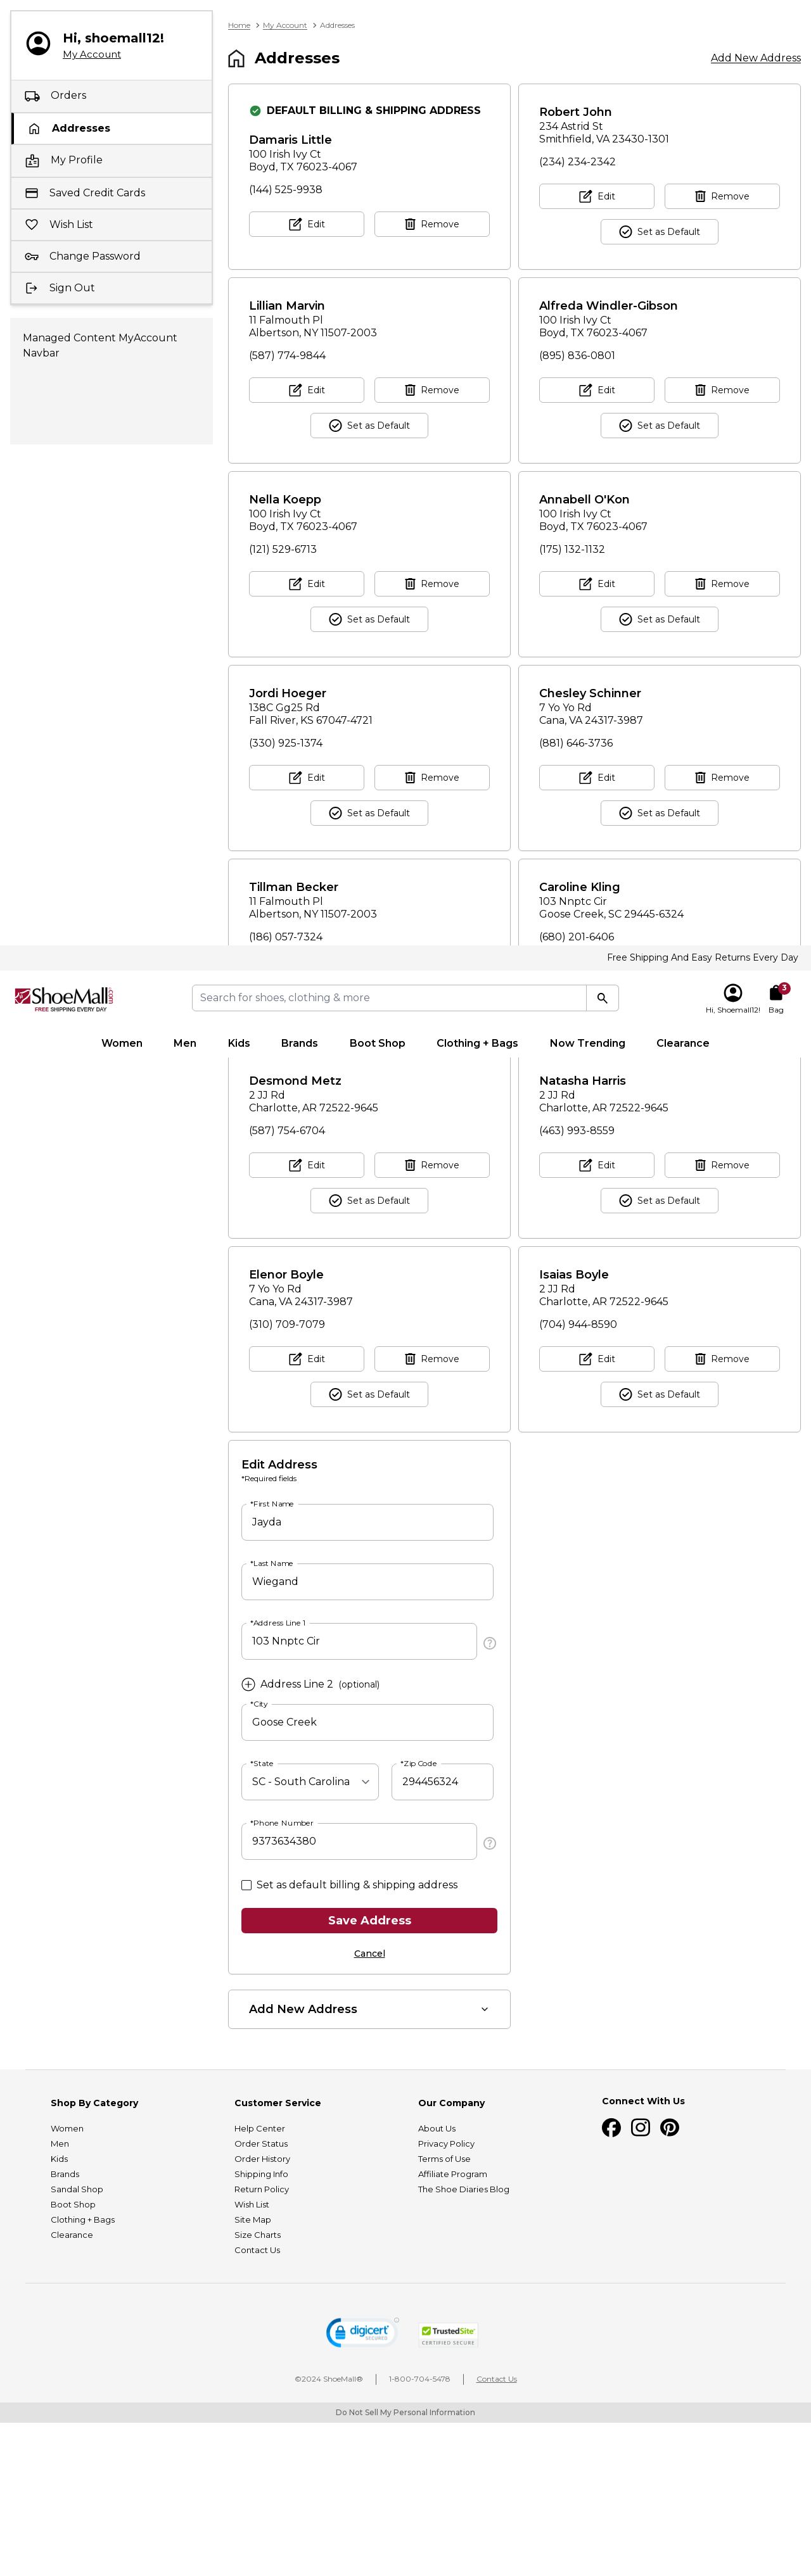 Hi, shoemall12!
My Account
Orders
Addresses
My Profile
Saved Credit Cards
Wish List
Change Password
Sign Out
Managed Content MyAccount
Navbar
Home > My Account > Addresses
Addresses
Add New Address
DEFAULT BILLING & SHIPPING ADDRESS
Damaris Little
100 Irish Ivy Ct
Boyd, TX 76023-4067
(144) 525-9938
Edit
Remove
Robert John
234 Astrid St
Smithfield, VA 23430-1301
(234) 234-2342
Edit
Remove
Set as Default
Lillian Marvin
11 Falmouth Pl
Albertson, NY 11507-2003
(587) 774-9844
Edit
Remove
Set as Default
Alfreda Windler-Gibson
100 Irish Ivy Ct
Boyd, TX 76023-4067
(895) 836-0801
Edit
Remove
Set as Default
Nella Koepp
100 Irish Ivy Ct
Boyd, TX 76023-4067
(121) 529-6713
Edit
Remove
Set as Default
Annabell O'Kon
100 Irish Ivy Ct
Boyd, TX 76023-4067
(175) 132-1132
Edit
Remove
Set as Default
Jordi Hoeger
138C Gg25 Rd
Fall River, KS 67047-4721
(330) 925-1374
Edit
Remove
Set as Default
Chesley Schinner
7 Yo Yo Rd
Cana, VA 24317-3987
(881) 646-3736
Edit
Remove
Set as Default
Tillman Becker
11 Falmouth Pl
Albertson, NY 11507-2003
(186) 057-7324
Caroline Kling
103 Nnptc Cir
Goose Creek, SC 29445-6324
(680) 201-6406
Free Shipping And Easy Returns Every Day
ShoeMall.com
FREE SHIPPING EVERY DAY
Search for shoes, clothing & more
Hi, Shoemall12!
3
Bag
Women
Men
Kids
Brands
Boot Shop
Clothing + Bags
Now Trending
Clearance
Desmond Metz
2 JJ Rd
Charlotte, AR 72522-9645
(587) 754-6704
Edit
Remove
Set as Default
Natasha Harris
2 JJ Rd
Charlotte, AR 72522-9645
(463) 993-8559
Edit
Remove
Set as Default
Elenor Boyle
7 Yo Yo Rd
Cana, VA 24317-3987
(310) 709-7079
Edit
Remove
Set as Default
Isaias Boyle
2 JJ Rd
Charlotte, AR 72522-9645
(704) 944-8590
Edit
Remove
Set as Default
Edit Address
*Required fields
*First Name
Jayda
*Last Name
Wiegand
*Address Line 1
103 Nnptc Cir
Address Line 2 (optional)
*City
Goose Creek
*State
SC - South Carolina
*Zip Code
294456324
*Phone Number
9373634380
Set as default billing & shipping address
Save Address
Cancel
Add New Address
Shop By Category
Women
Men
Kids
Brands
Sandal Shop
Boot Shop
Clothing + Bags
Clearance
Customer Service
Help Center
Order Status
Order History
Shipping Info
Return Policy
Wish List
Site Map
Size Charts
Contact Us
Our Company
About Us
Privacy Policy
Terms of Use
Affiliate Program
The Shoe Diaries Blog
Connect With Us
digicert
SECURED
TrustedSite
CERTIFIED SECURE
©2024 ShoeMall®
1-800-704-5478
Contact Us
Do Not Sell My Personal Information